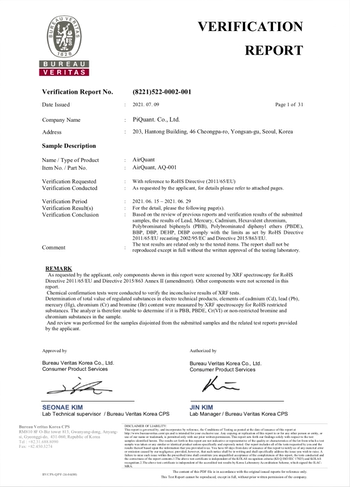 VERIFICATION
REPORT
1828
BUREAU
VERITAS
Verification Report No. : (8221)522-0002-001
Date Issued : 2021. 07. 09 Page 1 of 31
Company Name : PiQuant. Co., Ltd.
Address : 203, Hantong Building, 46 Cheongpa-ro, Yongsan-gu, Seoul, Korea
Sample Description
Name / Type of Product : AirQuant
Item No. / Part No. : AirQuant, AQ-001
Verification Requested : With reference to RoHS Directive (2011/65/EU)
Verification Conducted : As requested by the applicant, for details please refer to attached pages.
Verification Period : 2021. 06. 15 – 2021. 06. 29
Verification Result(s) : For the detail, please the following page(s).
Verification Conclusion : Based on the review of previous reports and verification results of the submitted
samples, the results of Lead, Mercury, Cadmium, Hexavalent chromium,
Polybrominated biphenyls (PBB), Polybrominated diphenyl ethers (PBDE),
BBP, DBP, DEHP, DIBP comply with the limits as set by RoHS Directive
2011/65/EU recasting 2002/95/EC and Directive 2015/863/EU.
Comment : The test results are related only to the tested items. The report shall not be
reproduced except in full without the written approval of the testing laboratory.
REMARK
As requested by the applicant, only components shown in this report were screened by XRF spectroscopy for RoHS
Directive 2011/65/EU and Directive 2015/863 Annex II (amendment). Other components were not screened in this
report.
Chemical confirmation tests were conducted to verify the inconclusive results of XRF tests.
Determination of total value of regulated substances in electro technical products, elements of cadmium (Cd), lead (Pb),
mercury (Hg), chromium (Cr) and bromine (Br) content were measured by XRF spectrometry for RoHS restricted
substances. The analyzer is therefore unable to determine if it is PBB, PBDE, Cr(VI) or non-restricted bromine and
chromium substances in the sample.
And review was performed for the samples disjointed from the submitted samples and the related test reports provided
by the applicant.
Approved by Authorized by
Bureau Veritas Korea Co., Ltd. Bureau Veritas Korea Co., Ltd.
Consumer Product Services Consumer Product Services
SEONAE KIM JIN KIM
Lab Technical supervisor / Bureau Veritas Korea CPS Lab Manager / Bureau Veritas Korea CPS
Bureau Veritas Korea Co., Ltd.
DISCLAIMER OF LIABILITY
This Test Report cannot be reproduced, except in full, without prior written permission of the company.